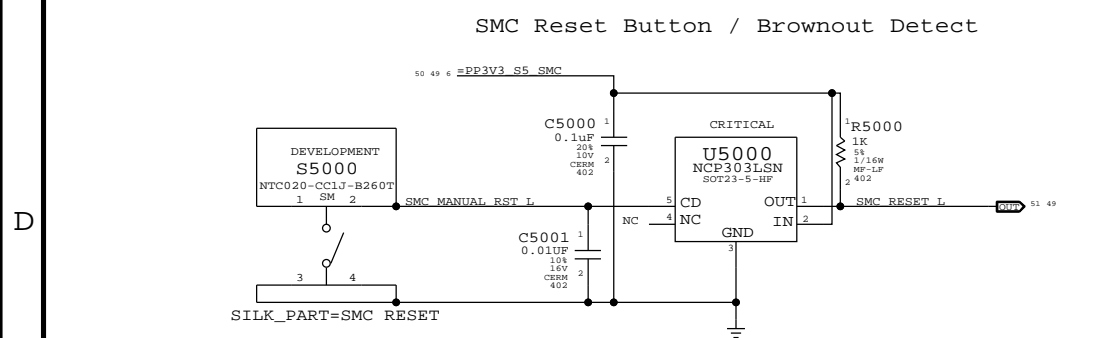 SMC Reset Button / Brownout Detect
50 49 6 =PP3V3_S5_SMC
C5000 1
0.1uF
20%
10V
CERM 2
402
CRITICAL
U5000
NCP303LSN
SOT23-5-HF
1 R5000
1K
5%
1/16W
MF-LF
2 402
DEVELOPMENT
S5000
NTC020-CC1J-B260T
1 SM 2
SMC_MANUAL_RST_L
5 CD
OUT 1
SMC_RESET_L
OUT 51 49
NC 4 NC
IN 2
GND
3
D
C5001 1
0.01UF
10%
16V 2
CERM
402
3 4
SILK_PART=SMC RESET